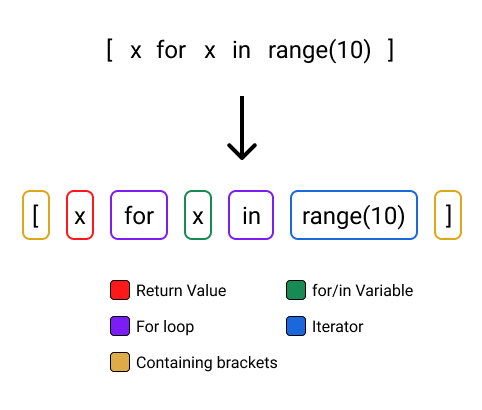 [ x for x in range(10) ]
[ x for x in range(10) ]
Return Value
for/in Variable
For loop
Iterator
Containing brackets